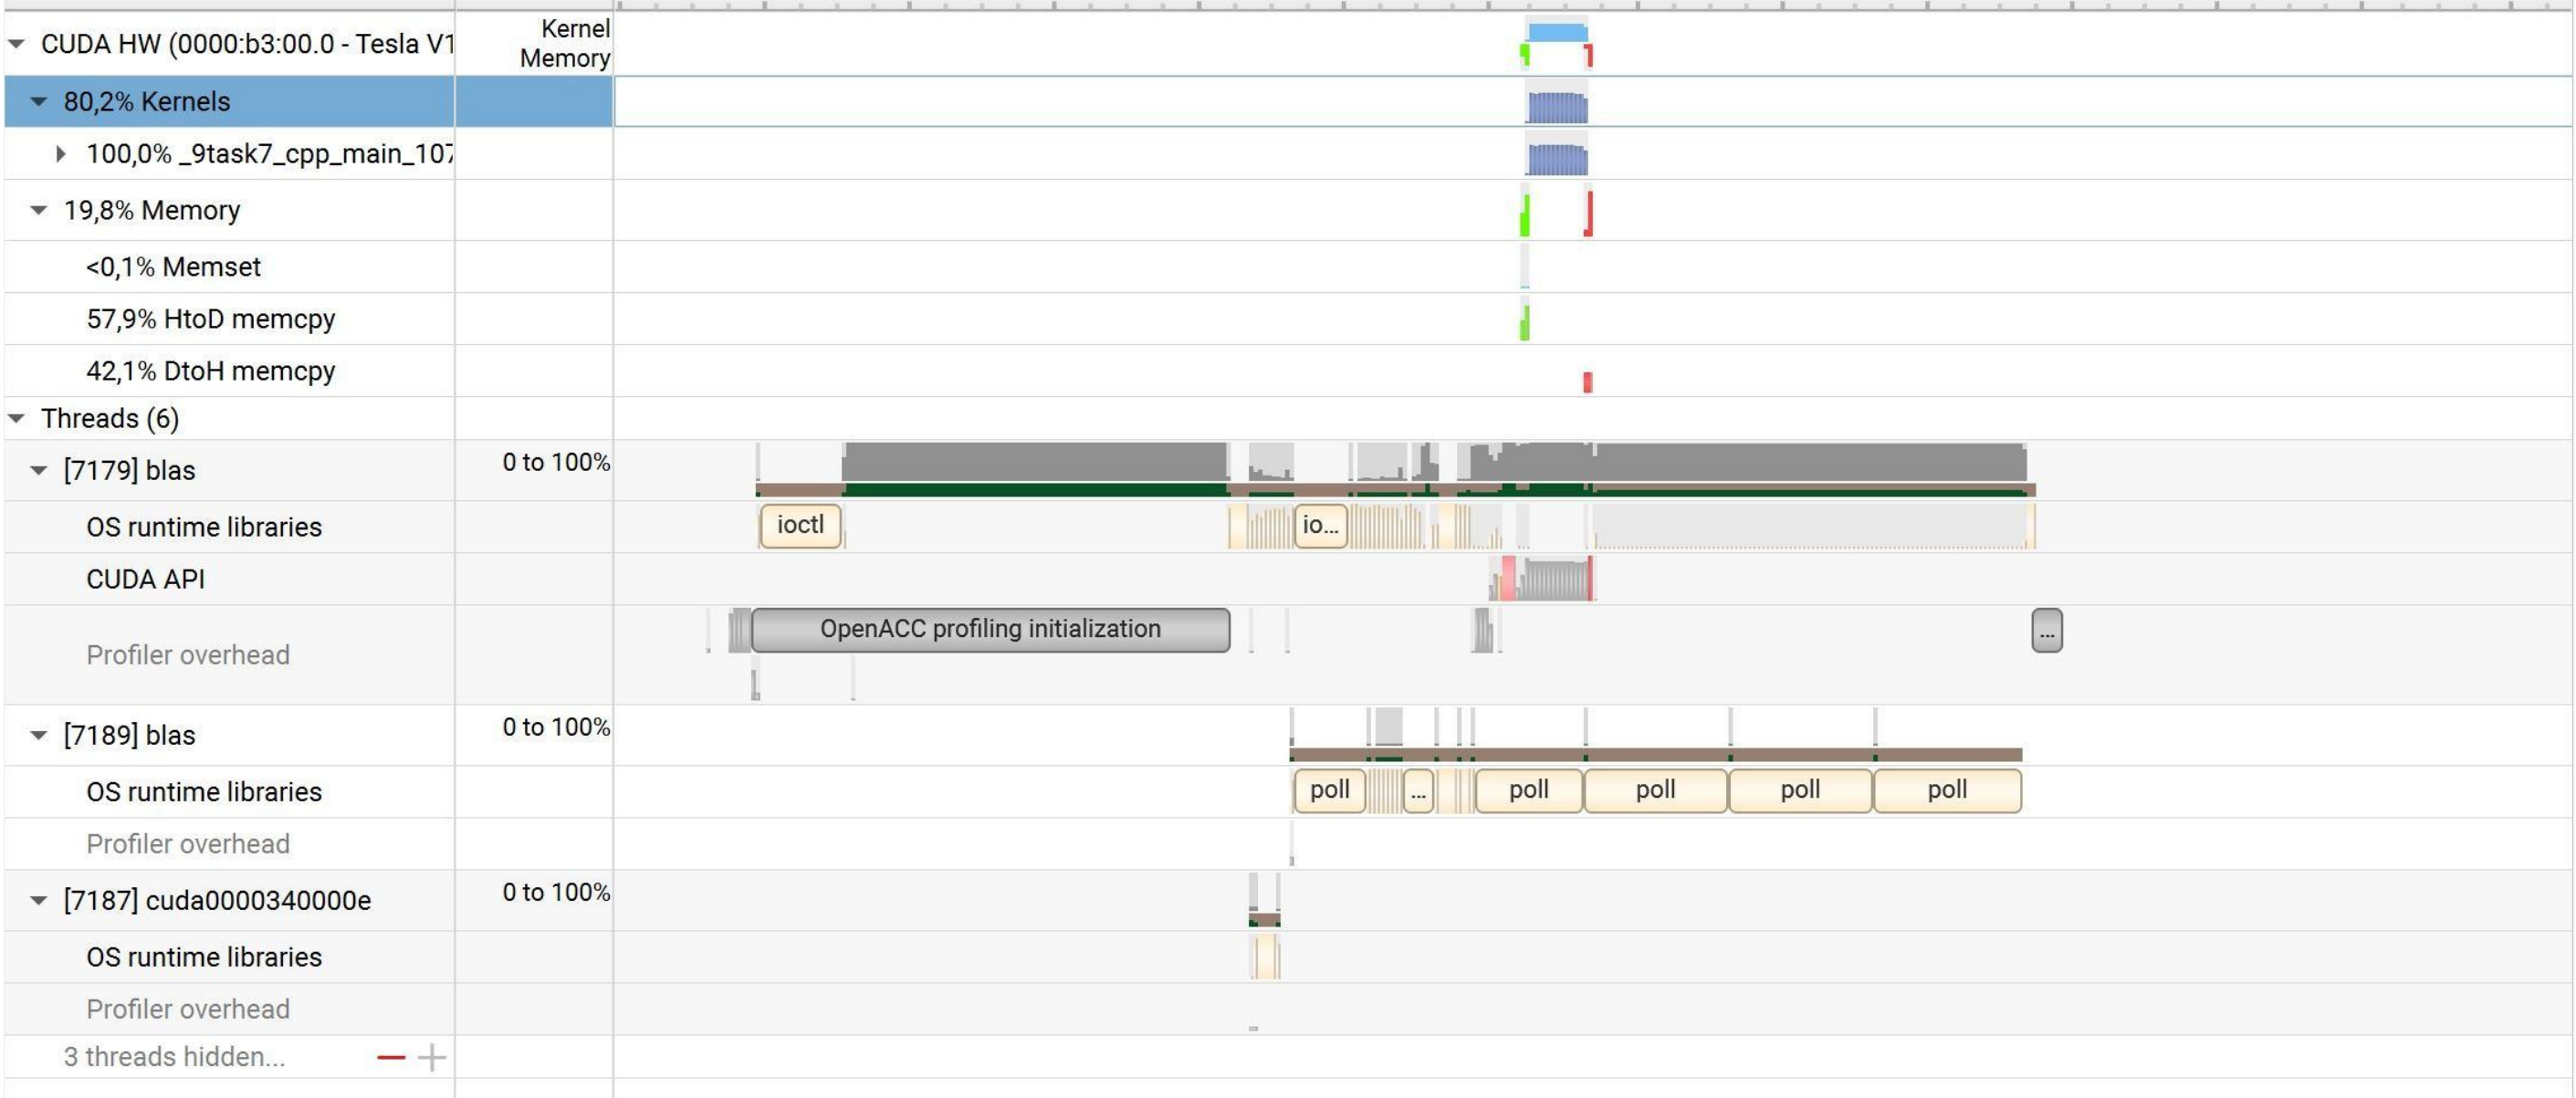 CUDA HW (0000:b3:00.0 - Tesla V1
Kernel
Memory
80,2% Kernels
100,0% _9task7_cpp_main_107
19,8% Memory
<0,1% Memset
57,9% HtoD memcpy
42,1% DtoH memcpy
Threads (6)
[7179] blas
0 to 100%
OS runtime libraries
ioctl
io...
CUDA API
Profiler overhead
OpenACC profiling initialization
...
[7189] blas
0 to 100%
OS runtime libraries
poll
...
poll
poll
poll
poll
Profiler overhead
[7187] cuda0000340000e
0 to 100%
OS runtime libraries
Profiler overhead
3 threads hidden...